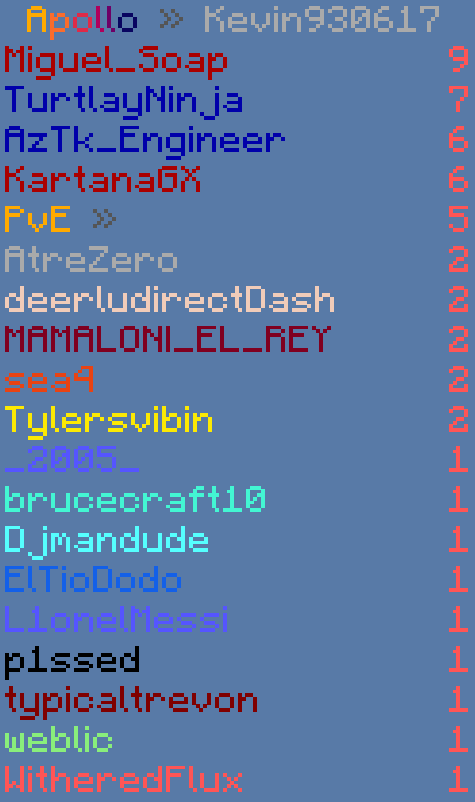 Apollo » Kevin930617
Miguel_Soap 9
TurtlayNinja 7
AzTk_Engineer 6
KartanaGX 6
PvE » 5
AtreZero 2
deerludirectDash 2
MAMALONI_EL_REY 2
sea9 2
Tylersvibin 2
_2005_ 1
brucecraft10 1
Djmandude 1
ElTioDodo 1
L1onelMessi 1
p1ssed 1
typicaltrevon 1
weblic 1
WitheredFlux 1